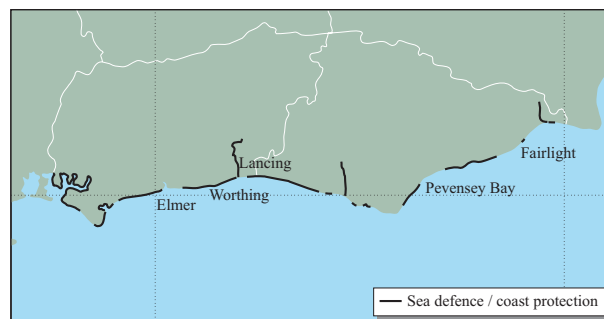 Lancing
Fairlight
Pevensey Bay
Worthing
Elmer
Sea defence / coast protection